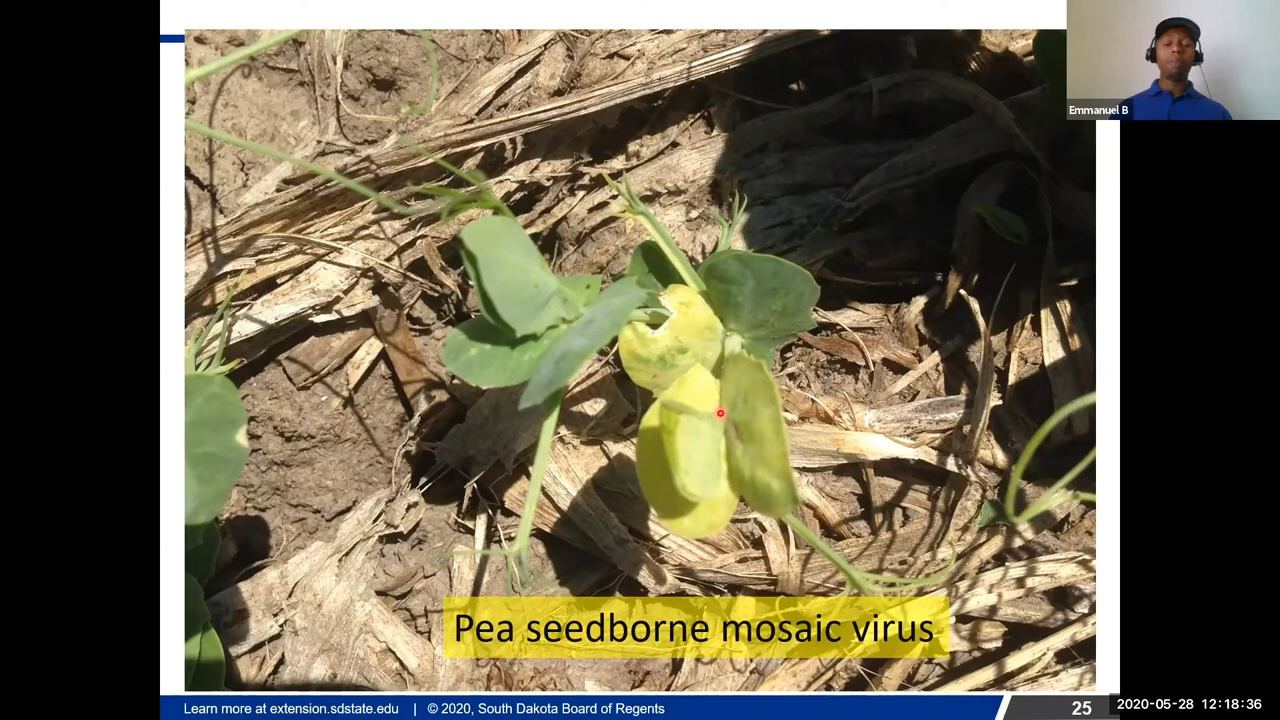 Emmanuel B
Pea seedborne mosaic virus
Learn more at extension.sdstate.edu | © 2020, South Dakota Board of Regents
25
2020-05-28 12:18:36